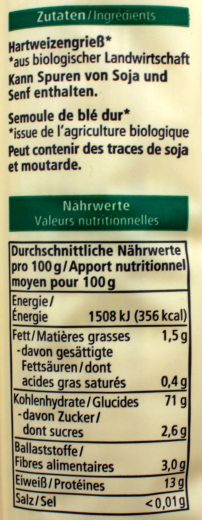 Zutaten/Ingrédients
Hartweizengrieß*
*aus biologischer Landwirtschaft
Kann Spuren von Soja und
Senf enthalten.
Semoule de blé dur*
*issue de l'agriculture biologique
Peut contenir des traces de soja
et moutarde.
Nährwerte
Valeurs nutritionnelles
Durchschnittliche Nährwerte
pro 100 g/Apport nutritionnel
moyen pour 100 g
Energie/
Énergie 1508 kJ (356 kcal)
Fett/Matières grasses 1,5 g
-davon gesättigte
Fettsäuren/dont
acides gras saturés 0,4 g
Kohlenhydrate/Glucides 71 g
-davon Zucker/
dont sucres 2,6 g
Ballaststoffe/
Fibres alimentaires 3,0 g
Eiweiß/Protéines 13 g
Salz/Sel <0,01 g